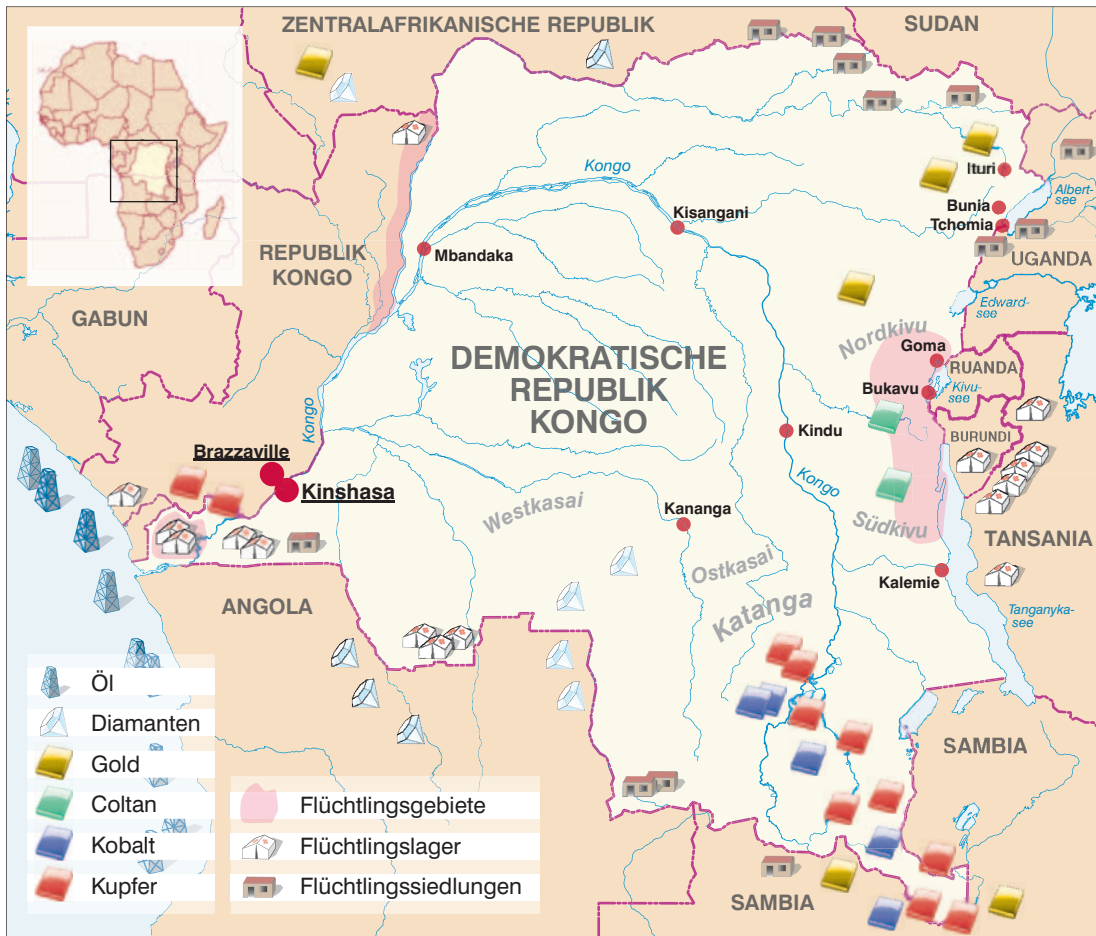 ZENTRALAFRIKANISCHE REPUBLIK
SUDAN
Kongo
Ituri
Albert-
see
Kisangani
Bunia
Tchomia
REPUBLIK
KONGO
Mbandaka
UGANDA
GABUN
Edward-
see
Nordkivu
DEMOKRATISCHE
REPUBLIK
KONGO
Goma
RUANDA
Bukavu
Kivu-
see
Kongo
Kindu
BURUNDI
Brazzaville
Kinshasa
Kongo
Westkasai
Kananga
Südkivu
TANSANIA
Ostkasai
Kalemie
ANGOLA
Katanga
Tanganyka-
see
Öl
Diamanten
Gold
Coltan
Kobalt
Kupfer
Flüchtlingsgebiete
Flüchtlingslager
Flüchtlingssiedlungen
SAMBIA
SAMBIA